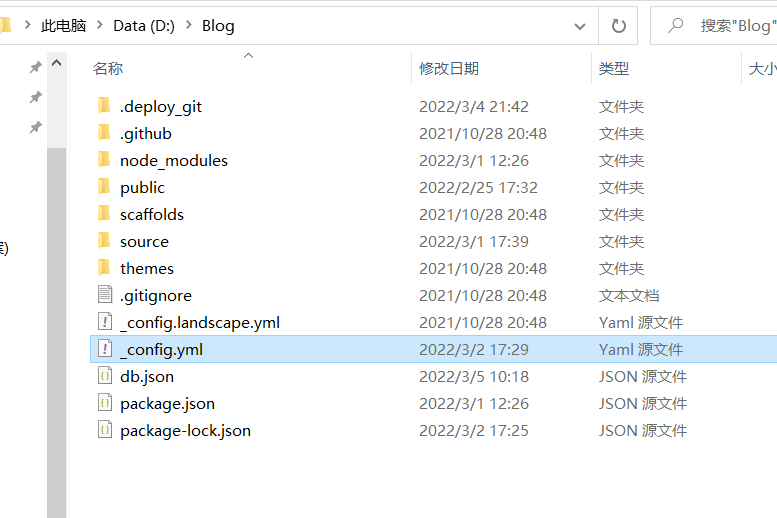 此电脑 > Data (D:) > Blog 搜索"Blog"
名称 修改日期 类型 大小
.deploy_git 2022/3/4 21:42 文件夹
.github 2021/10/28 20:48 文件夹
node_modules 2022/3/1 12:26 文件夹
public 2022/2/25 17:32 文件夹
scaffolds 2021/10/28 20:48 文件夹
source 2022/3/1 17:39 文件夹
themes 2021/10/28 20:48 文件夹
.gitignore 2021/10/28 20:48 文本文档
_config.landscape.yml 2021/10/28 20:48 Yaml 源文件
_config.yml 2022/3/2 17:29 Yaml 源文件
db.json 2022/3/5 10:18 JSON 源文件
package.json 2022/3/1 12:26 JSON 源文件
package-lock.json 2022/3/2 17:25 JSON 源文件